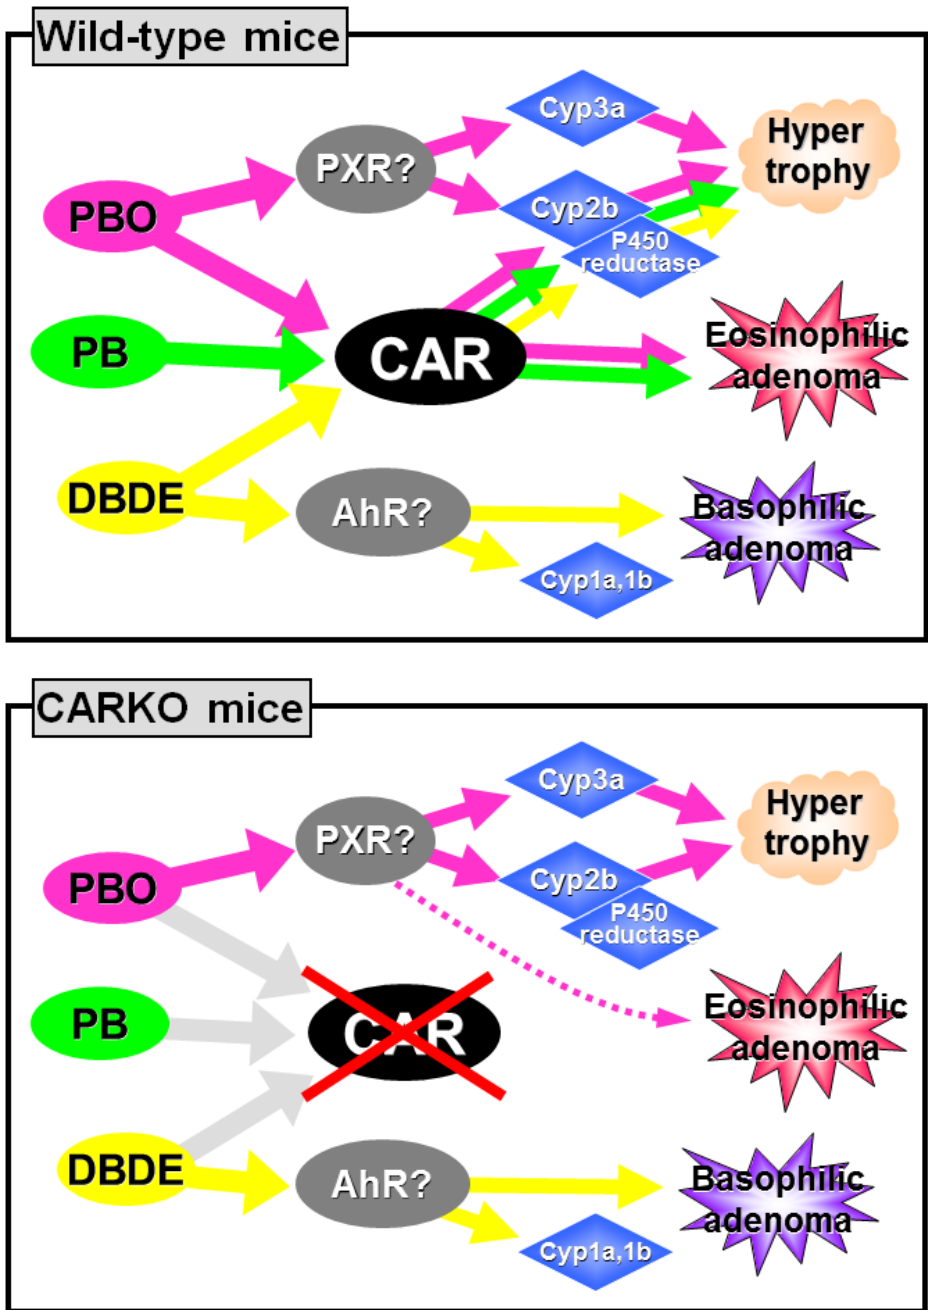 Wild-type mice
Cyp3a
Hyper
trophy
PXR?
PBO
Cyp2b
P450
reductase
PB
CAR
Eosinophilic
adenoma
DBDE
AhR?
Basophilic
adenoma
Cyp1a,1b
CARKO mice
Cyp3a
Hyper
trophy
PXR?
PBO
Cyp2b
P450
reductase
PB
CAR
Eosinophilic
adenoma
DBDE
AhR?
Basophilic
adenoma
Cyp1a,1b